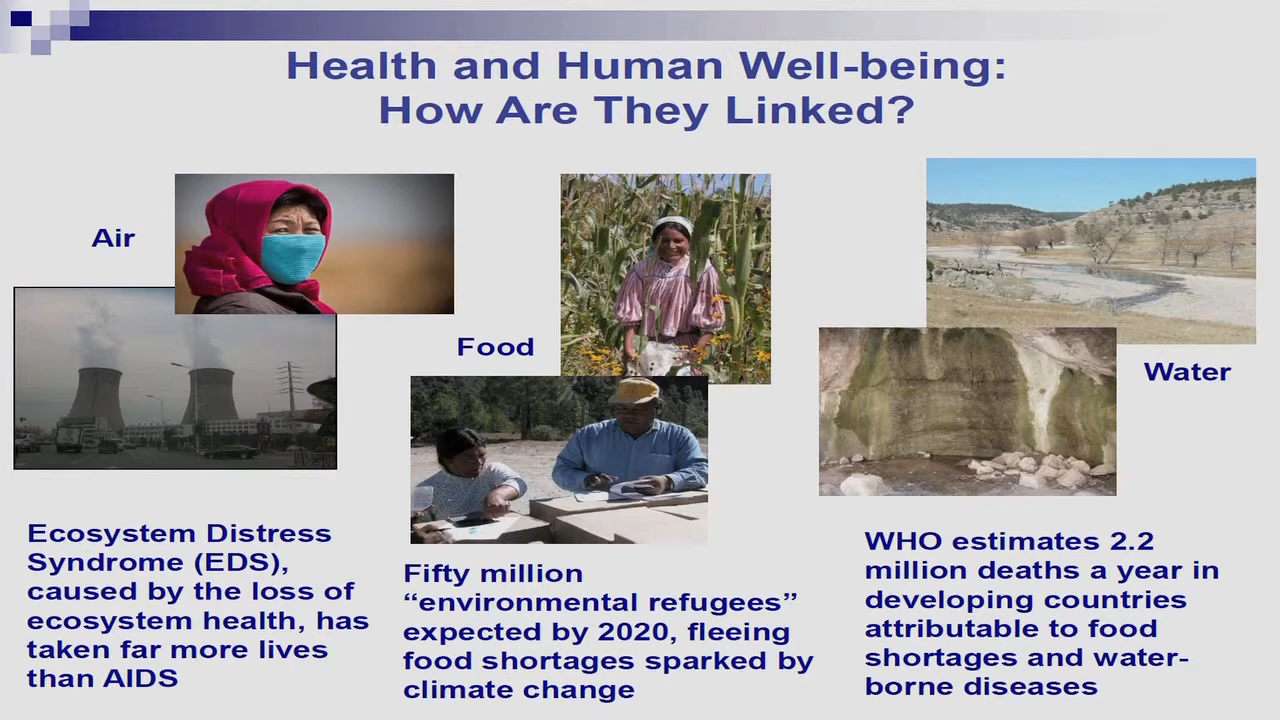 Health and Human Well-being:
How Are They Linked?
Air
Food
Water
Ecosystem Distress
Syndrome (EDS),
caused by the loss of
ecosystem health, has
taken far more lives
than AIDS
Fifty million
“environmental refugees”
expected by 2020, fleeing
food shortages sparked by
climate change
WHO estimates 2.2
million deaths a year in
developing countries
attributable to food
shortages and water-
borne diseases